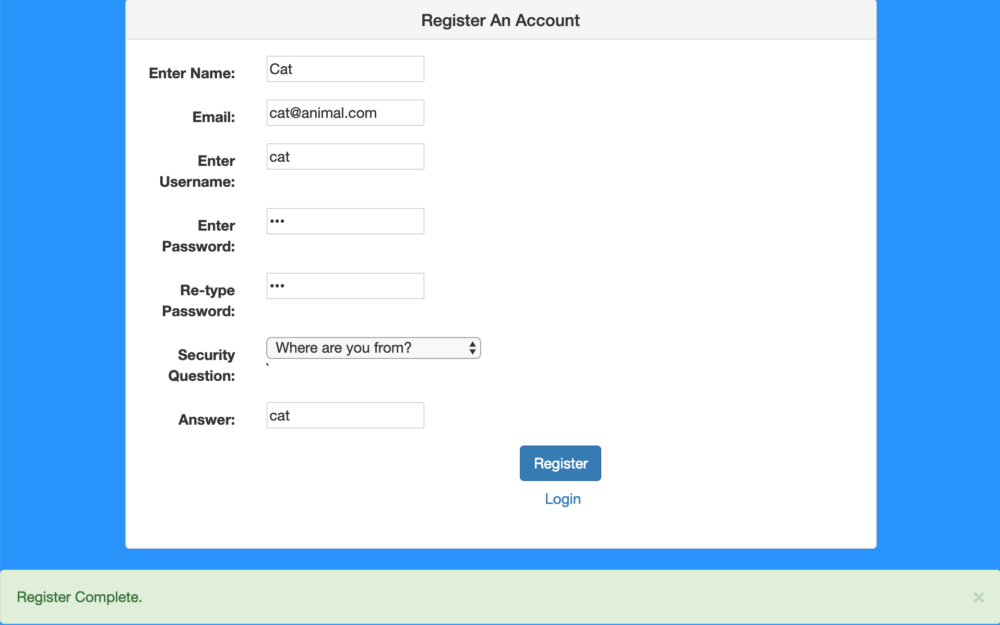 Register An Account
Enter Name: Cat
Email: cat@animal.com
Enter Username: cat
Enter Password: •••
Re-type Password: •••
Security Question: Where are you from?
`
Answer: cat
Register
Login
Register Complete. ×